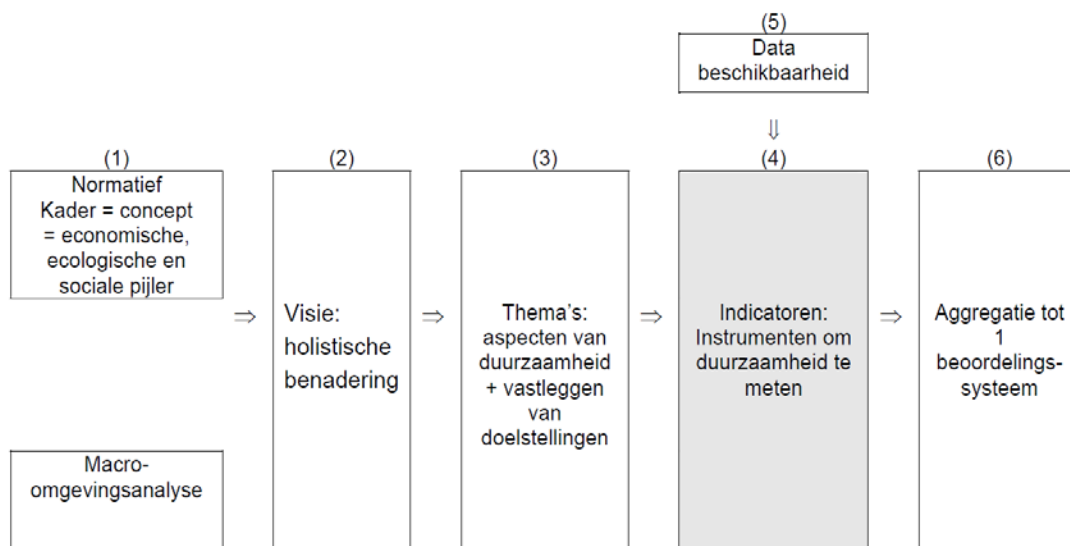 (5)
Data
beschikbaarheid
⇓
(1)
Normatief
Kader = concept
= economische,
ecologische en
sociale pijler
Macro-
omgevingsanalyse
⇒
(2)
Visie:
holistische
benadering
⇒
(3)
Thema's:
aspecten van
duurzaamheid
+ vastleggen
van
doelstellingen
⇒
(4)
Indicatoren:
Instrumenten om
duurzaamheid te
meten
⇒
(6)
Aggregatie tot
1
beoordelings-
systeem